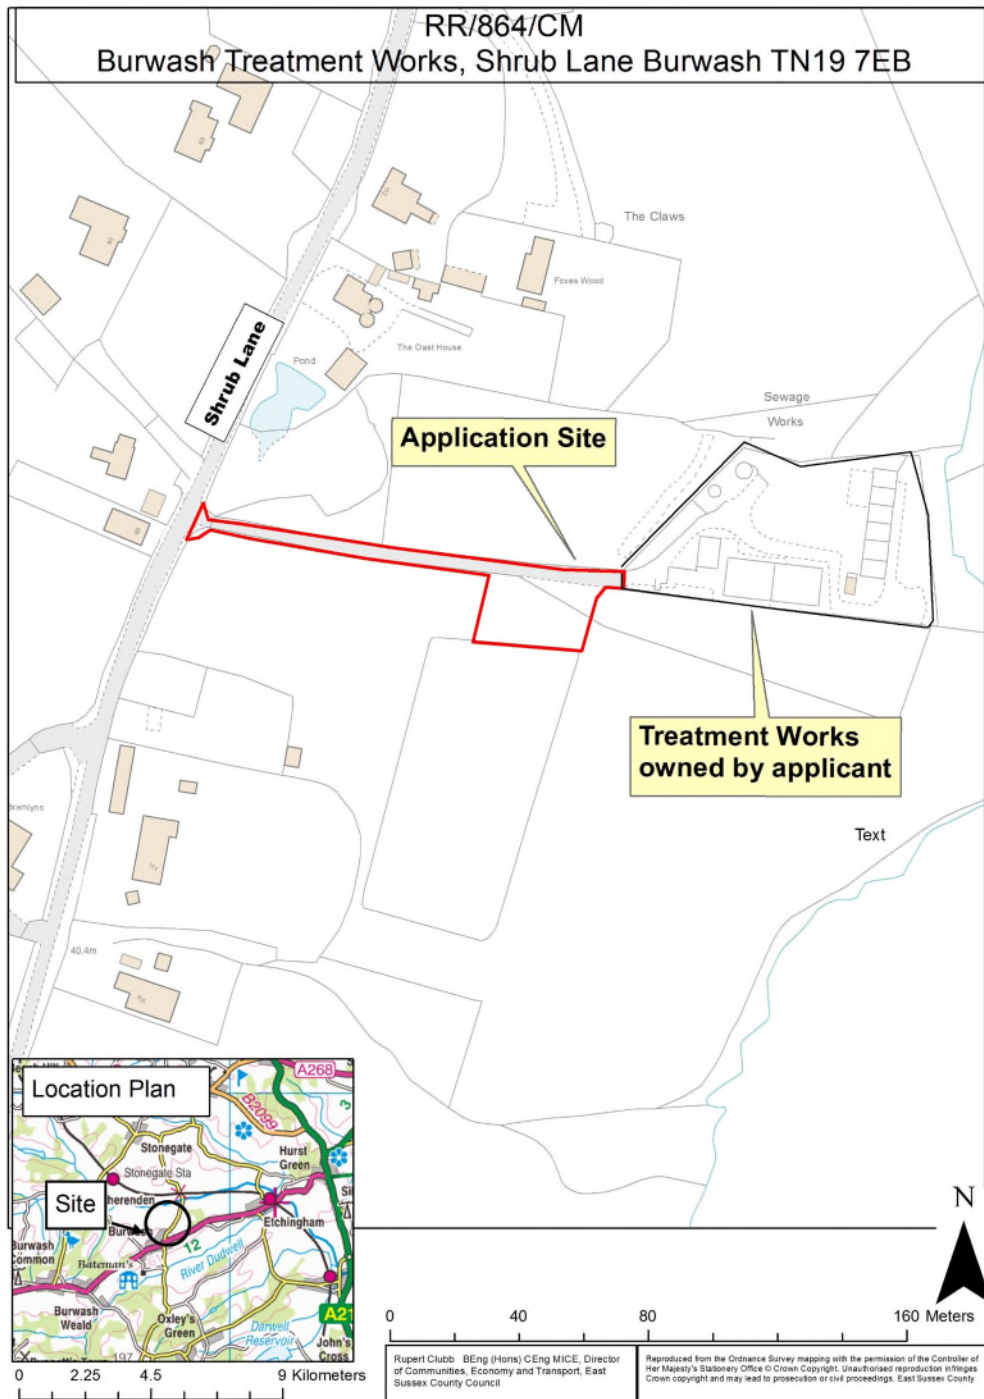 RR/864/CM
Burwash Treatment Works, Shrub Lane Burwash TN19 7EB
The Claws
Foxes Wood
Shrub Lane
The Oast House
Pond
Sewage
Works
Application Site
Treatment Works
owned by applicant
Text
40.4m
Location Plan
A268
B2099
3
Stonegate
Hurst
Green
Stonegate Sta
Site
Etchingham
12
Burwash
Common
Bateman's
River Dudwell
Burwash
Weald
Oxley's
Green
Darwell
Reservoir
A21
John's
Cross
197
0 2.25 4.5 9 Kilometers
N
0 40 80 160 Meters
Rupert Clubb BEng (Hons) CEng MICE, Director
of Communities, Economy and Transport, East
Sussex County Council
Reproduced from the Ordnance Survey mapping with the permission of the Controller of
Her Majesty's Stationery Office © Crown Copyright. Unauthorised reproduction infringes
Crown copyright and may lead to prosecution or civil proceedings. East Sussex County